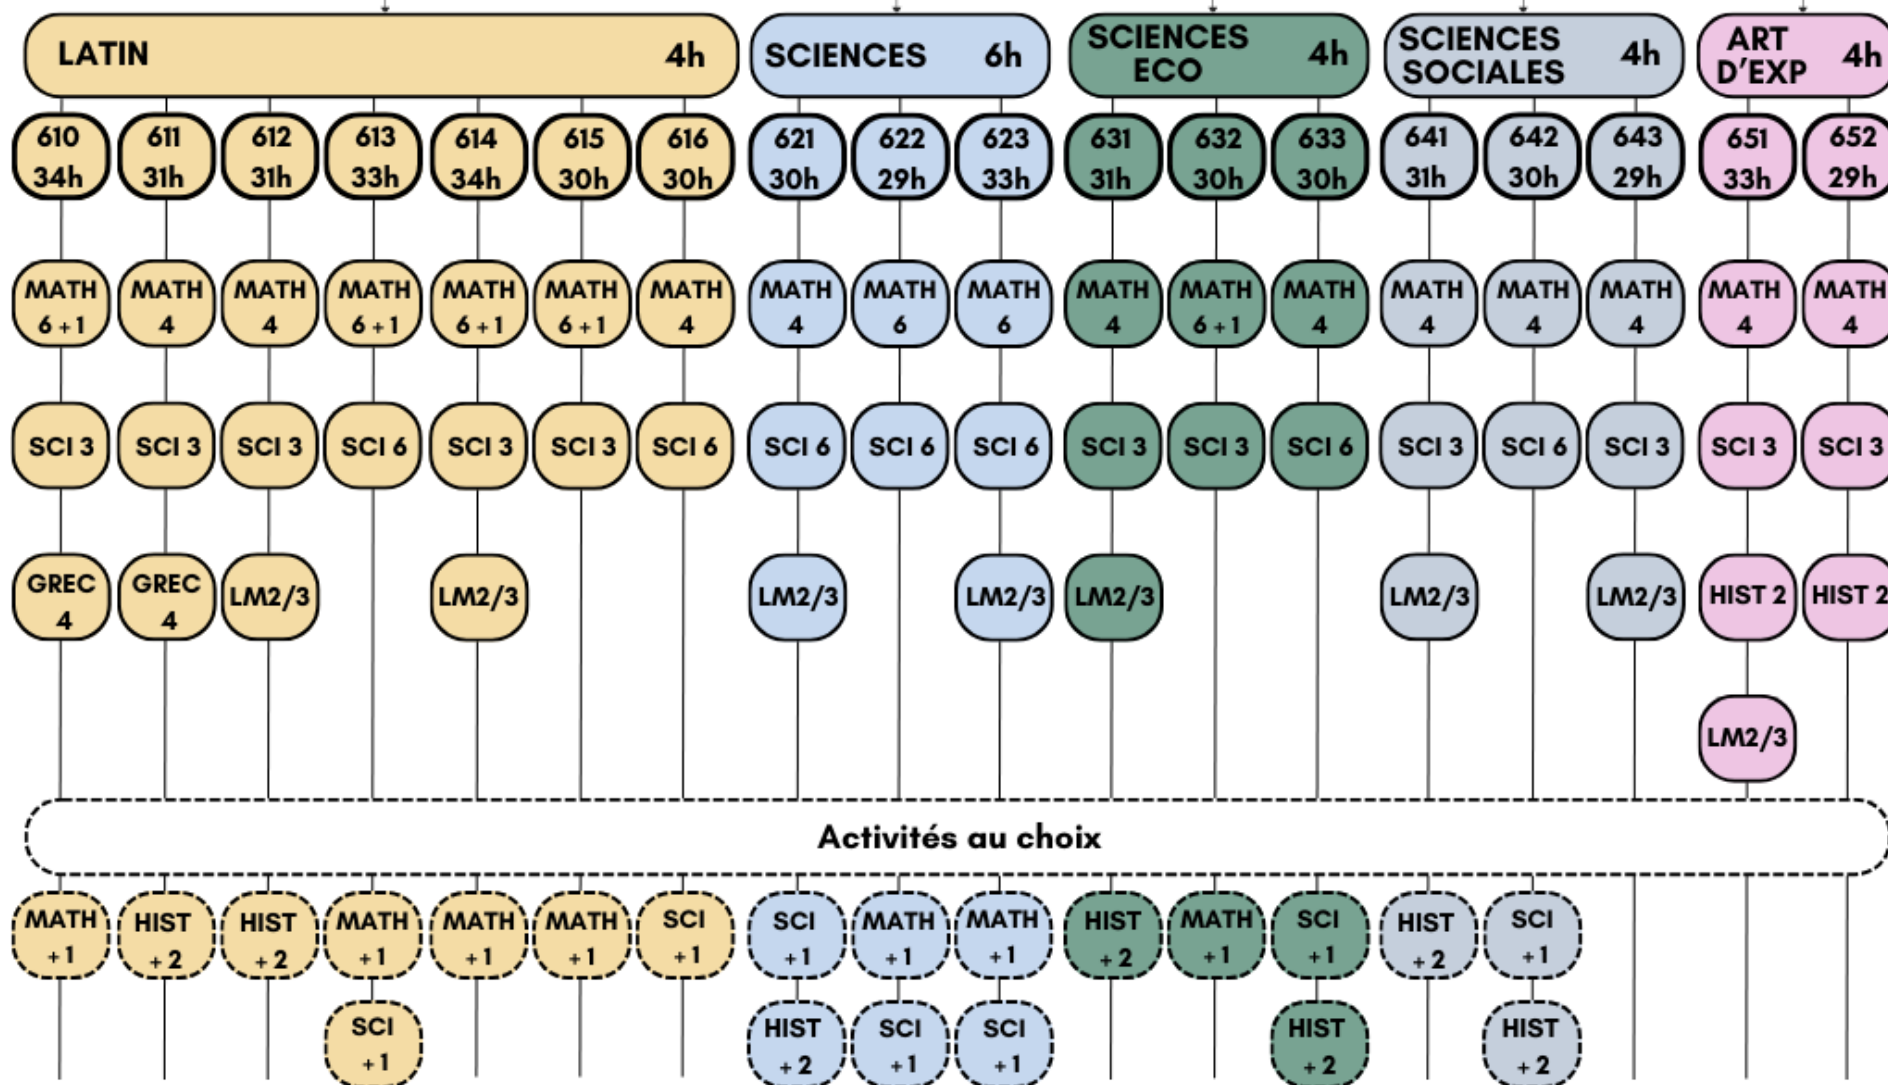 LATIN 4h
SCIENCES 6h
SCIENCES
ECO 4h
SCIENCES
SOCIALES 4h
ART
D'EXP 4h
610
34h
611
31h
612
31h
613
33h
614
34h
615
30h
616
30h
621
30h
622
29h
623
33h
631
31h
632
30h
633
30h
641
31h
642
30h
643
29h
651
33h
652
29h
MATH
6 + 1
MATH
4
MATH
4
MATH
6 + 1
MATH
6 + 1
MATH
6 + 1
MATH
4
MATH
4
MATH
6
MATH
6
MATH
4
MATH
6 + 1
MATH
4
MATH
4
MATH
4
MATH
4
MATH
4
MATH
4
SCI 3
SCI 3
SCI 3
SCI 6
SCI 3
SCI 3
SCI 6
SCI 6
SCI 6
SCI 6
SCI 3
SCI 3
SCI 6
SCI 3
SCI 6
SCI 3
SCI 3
SCI 3
GREC
4
GREC
4
LM2/3
LM2/3
LM2/3
LM2/3
LM2/3
LM2/3
LM2/3
HIST 2
HIST 2
LM2/3
Activités au choix
MATH
+ 1
HIST
+ 2
HIST
+ 2
MATH
+ 1
MATH
+ 1
MATH
+ 1
SCI
+ 1
SCI
+ 1
MATH
+ 1
MATH
+ 1
HIST
+ 2
MATH
+ 1
SCI
+ 1
HIST
+ 2
SCI
+ 1
SCI
+ 1
HIST
+ 2
SCI
+ 1
SCI
+ 1
HIST
+ 2
HIST
+ 2